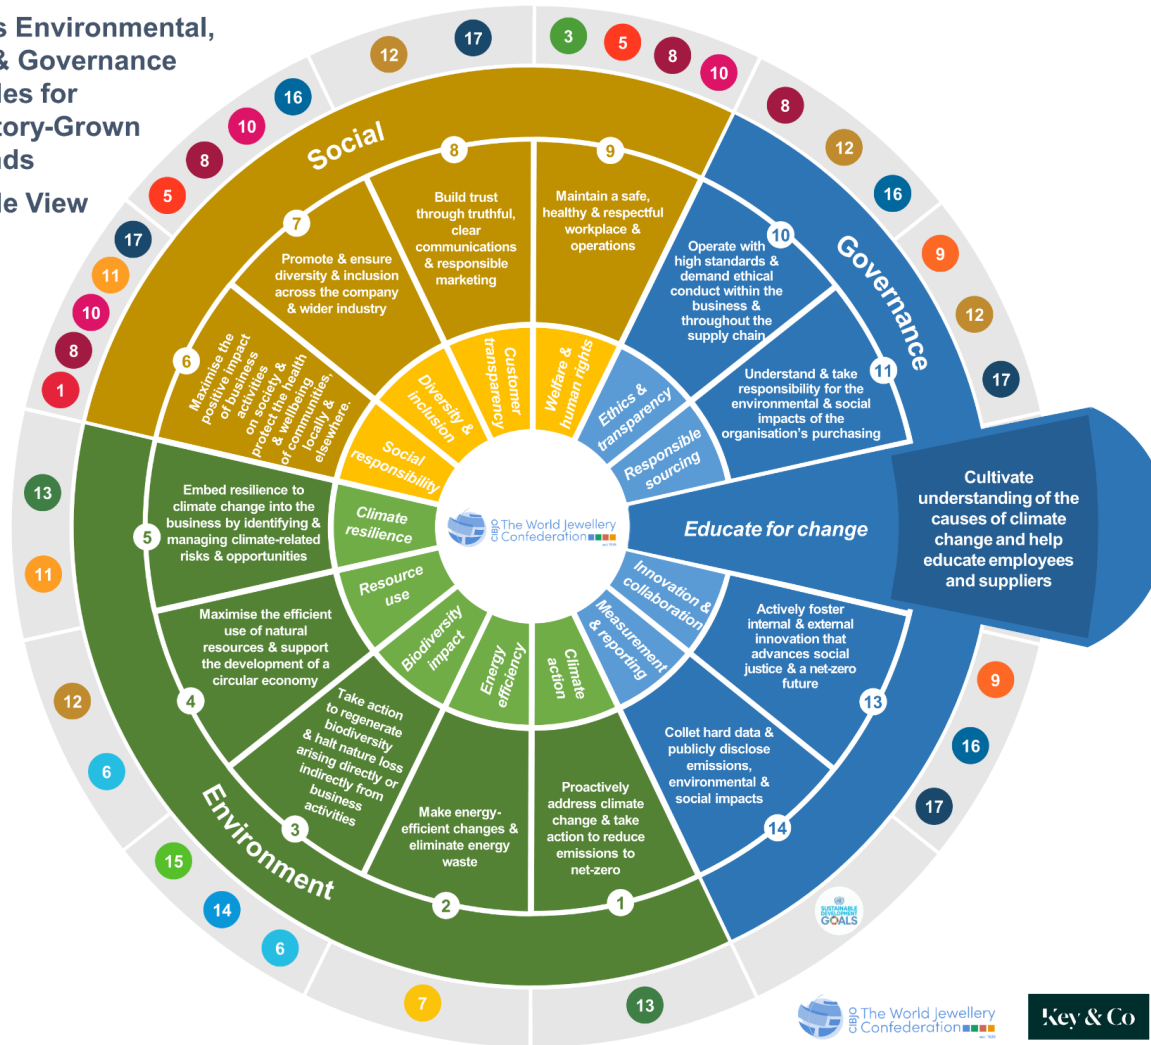 s Environmental,
& Governance
les for
tory-Grown
nds
le View
12
17
3
5
8
10
8
12
16
9
12
17
16
10
8
5
17
11
10
8
1
13
11
12
6
15
14
6
7
13
9
16
17
SUSTAINABLE
DEVELOPMENT
GOALS
Social
Governance
Environment
9
Maintain a safe,
healthy & respectful
workplace &
operations
Welfare &
human rights
8
Build trust
through truthful,
clear
communications
& responsible
marketing
Customer
transparency
7
Promote & ensure
diversity & inclusion
across the company
& wider industry
Diversity &
inclusion
6
Maximise the
positive impact
of business
activities
on society &
protect the health
& wellbeing
of communities,
locally &
elsewhere.
Social
responsibility
10
Operate with
high standards &
demand ethical
conduct within the
business &
throughout the
supply chain
Ethics &
transparency
11
Understand & take
responsibility for the
environmental & social
impacts of the
organisation's purchasing
Responsible
sourcing
Educate for change
Cultivate
understanding of the
causes of climate
change and help
educate employees
and suppliers
Innovation &
collaboration
Actively foster
internal & external
innovation that
advances social
justice & a net-zero
future
13
Measurement
& reporting
Collet hard data &
publicly disclose
emissions,
environmental &
social impacts
14
Climate
action
Proactively
address climate
change & take
action to reduce
emissions to
net-zero
1
Energy
efficiency
Make energy-
efficient changes &
eliminate energy
waste
2
Biodiversity
impact
Take action
to regenerate
biodiversity
& halt nature loss
arising directly or
indirectly from
business
activities
3
Resource
use
Maximise the efficient
use of natural
resources & support
the development of a
circular economy
4
Climate
resilience
Embed resilience to
climate change into the
business by identifying &
managing climate-related
risks & opportunities
5
CIBJO
The World Jewellery
Confederation
CIBJO
The World Jewellery
Confederation
Key & Co